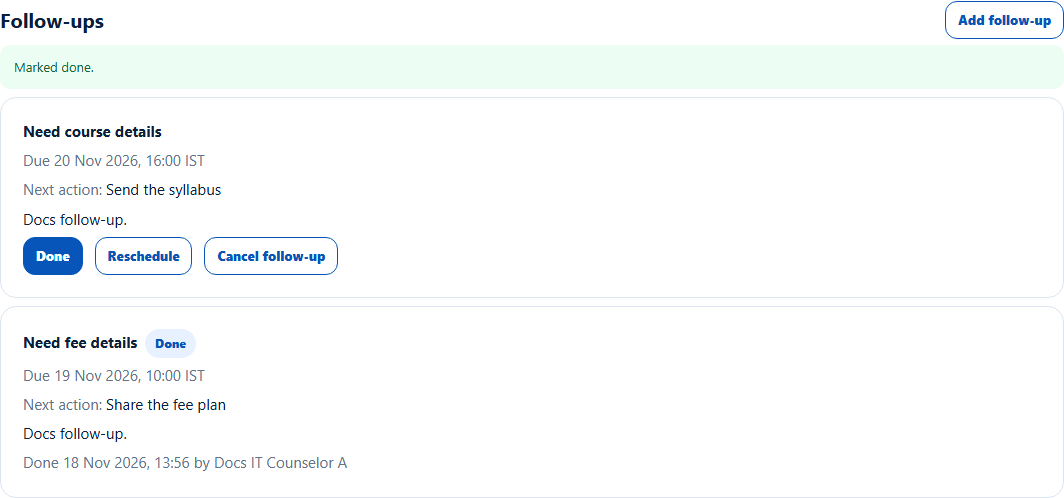 Follow-ups
Add follow-up
Marked done.
Need course details
Due 20 Nov 2026, 16:00 IST
Next action: Send the syllabus
Docs follow-up.
Done Reschedule Cancel follow-up
Need fee details Done
Due 19 Nov 2026, 10:00 IST
Next action: Share the fee plan
Docs follow-up.
Done 18 Nov 2026, 13:56 by Docs IT Counselor A